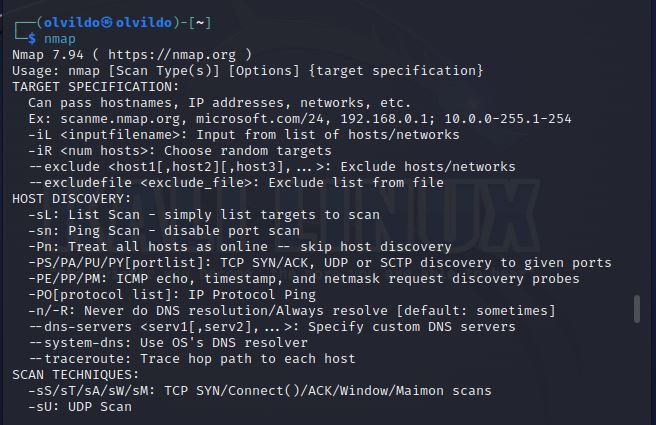 ┌──(olvildo㉿olvildo)-[~]
└─$ nmap
Nmap 7.94 ( https://nmap.org )
Usage: nmap [Scan Type(s)] [Options] {target specification}
TARGET SPECIFICATION:
  Can pass hostnames, IP addresses, networks, etc.
  Ex: scanme.nmap.org, microsoft.com/24, 192.168.0.1; 10.0.0-255.1-254
  -iL <inputfilename>: Input from list of hosts/networks
  -iR <num hosts>: Choose random targets
  --exclude <host1[,host2][,host3],...>: Exclude hosts/networks
  --excludefile <exclude_file>: Exclude list from file
HOST DISCOVERY:
  -sL: List Scan - simply list targets to scan
  -sn: Ping Scan - disable port scan
  -Pn: Treat all hosts as online -- skip host discovery
  -PS/PA/PU/PY[portlist]: TCP SYN/ACK, UDP or SCTP discovery to given ports
  -PE/PP/PM: ICMP echo, timestamp, and netmask request discovery probes
  -PO[protocol list]: IP Protocol Ping
  -n/-R: Never do DNS resolution/Always resolve [default: sometimes]
  --dns-servers <serv1[,serv2],...>: Specify custom DNS servers
  --system-dns: Use OS's DNS resolver
  --traceroute: Trace hop path to each host
SCAN TECHNIQUES:
  -sS/sT/sA/sW/sM: TCP SYN/Connect()/ACK/Window/Maimon scans
  -sU: UDP Scan